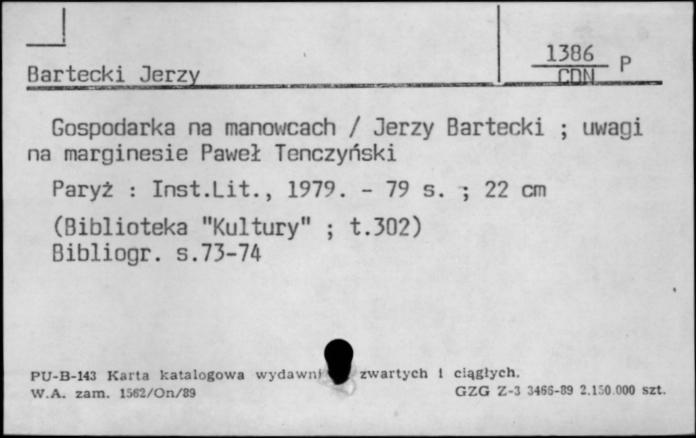 1386 P
CDN
Bartecki Jerzy
Gospodarka na manowcach / Jerzy Bartecki ; uwagi
na marginesie Paweł Tenczyński
Paryż : Inst.Lit., 1979. - 79 s. ; 22 cm
(Biblioteka "Kultury" ; t.302)
Bibliogr. s.73-74
PU-B-143 Karta katalogowa wydawni zwartych i ciągłych.
W.A. zam. 1562/On/89 GZG Z-3 3466-89 2.150.000 szt.